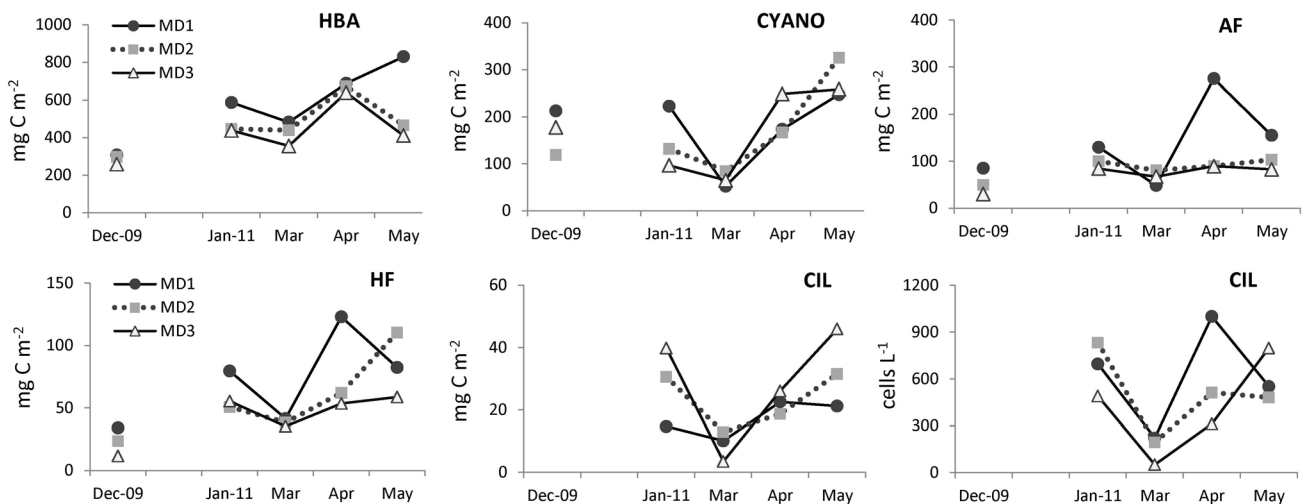 HBA
MD1
MD2
MD3
mg C m⁻²
1000
800
600
400
200
0
Dec-09 Jan-11 Mar Apr May
CYANO
mg C m⁻²
400
300
200
100
0
Dec-09 Jan-11 Mar Apr May
AF
mg C m⁻²
400
300
200
100
0
Dec-09 Jan-11 Mar Apr May
HF
MD1
MD2
MD3
mg C m⁻²
150
100
50
0
Dec-09 Jan-11 Mar Apr May
CIL
mg C m⁻²
60
40
20
0
Dec-09 Jan-11 Mar Apr May
CIL
cells L⁻¹
1200
900
600
300
0
Dec-09 Jan-11 Mar Apr May